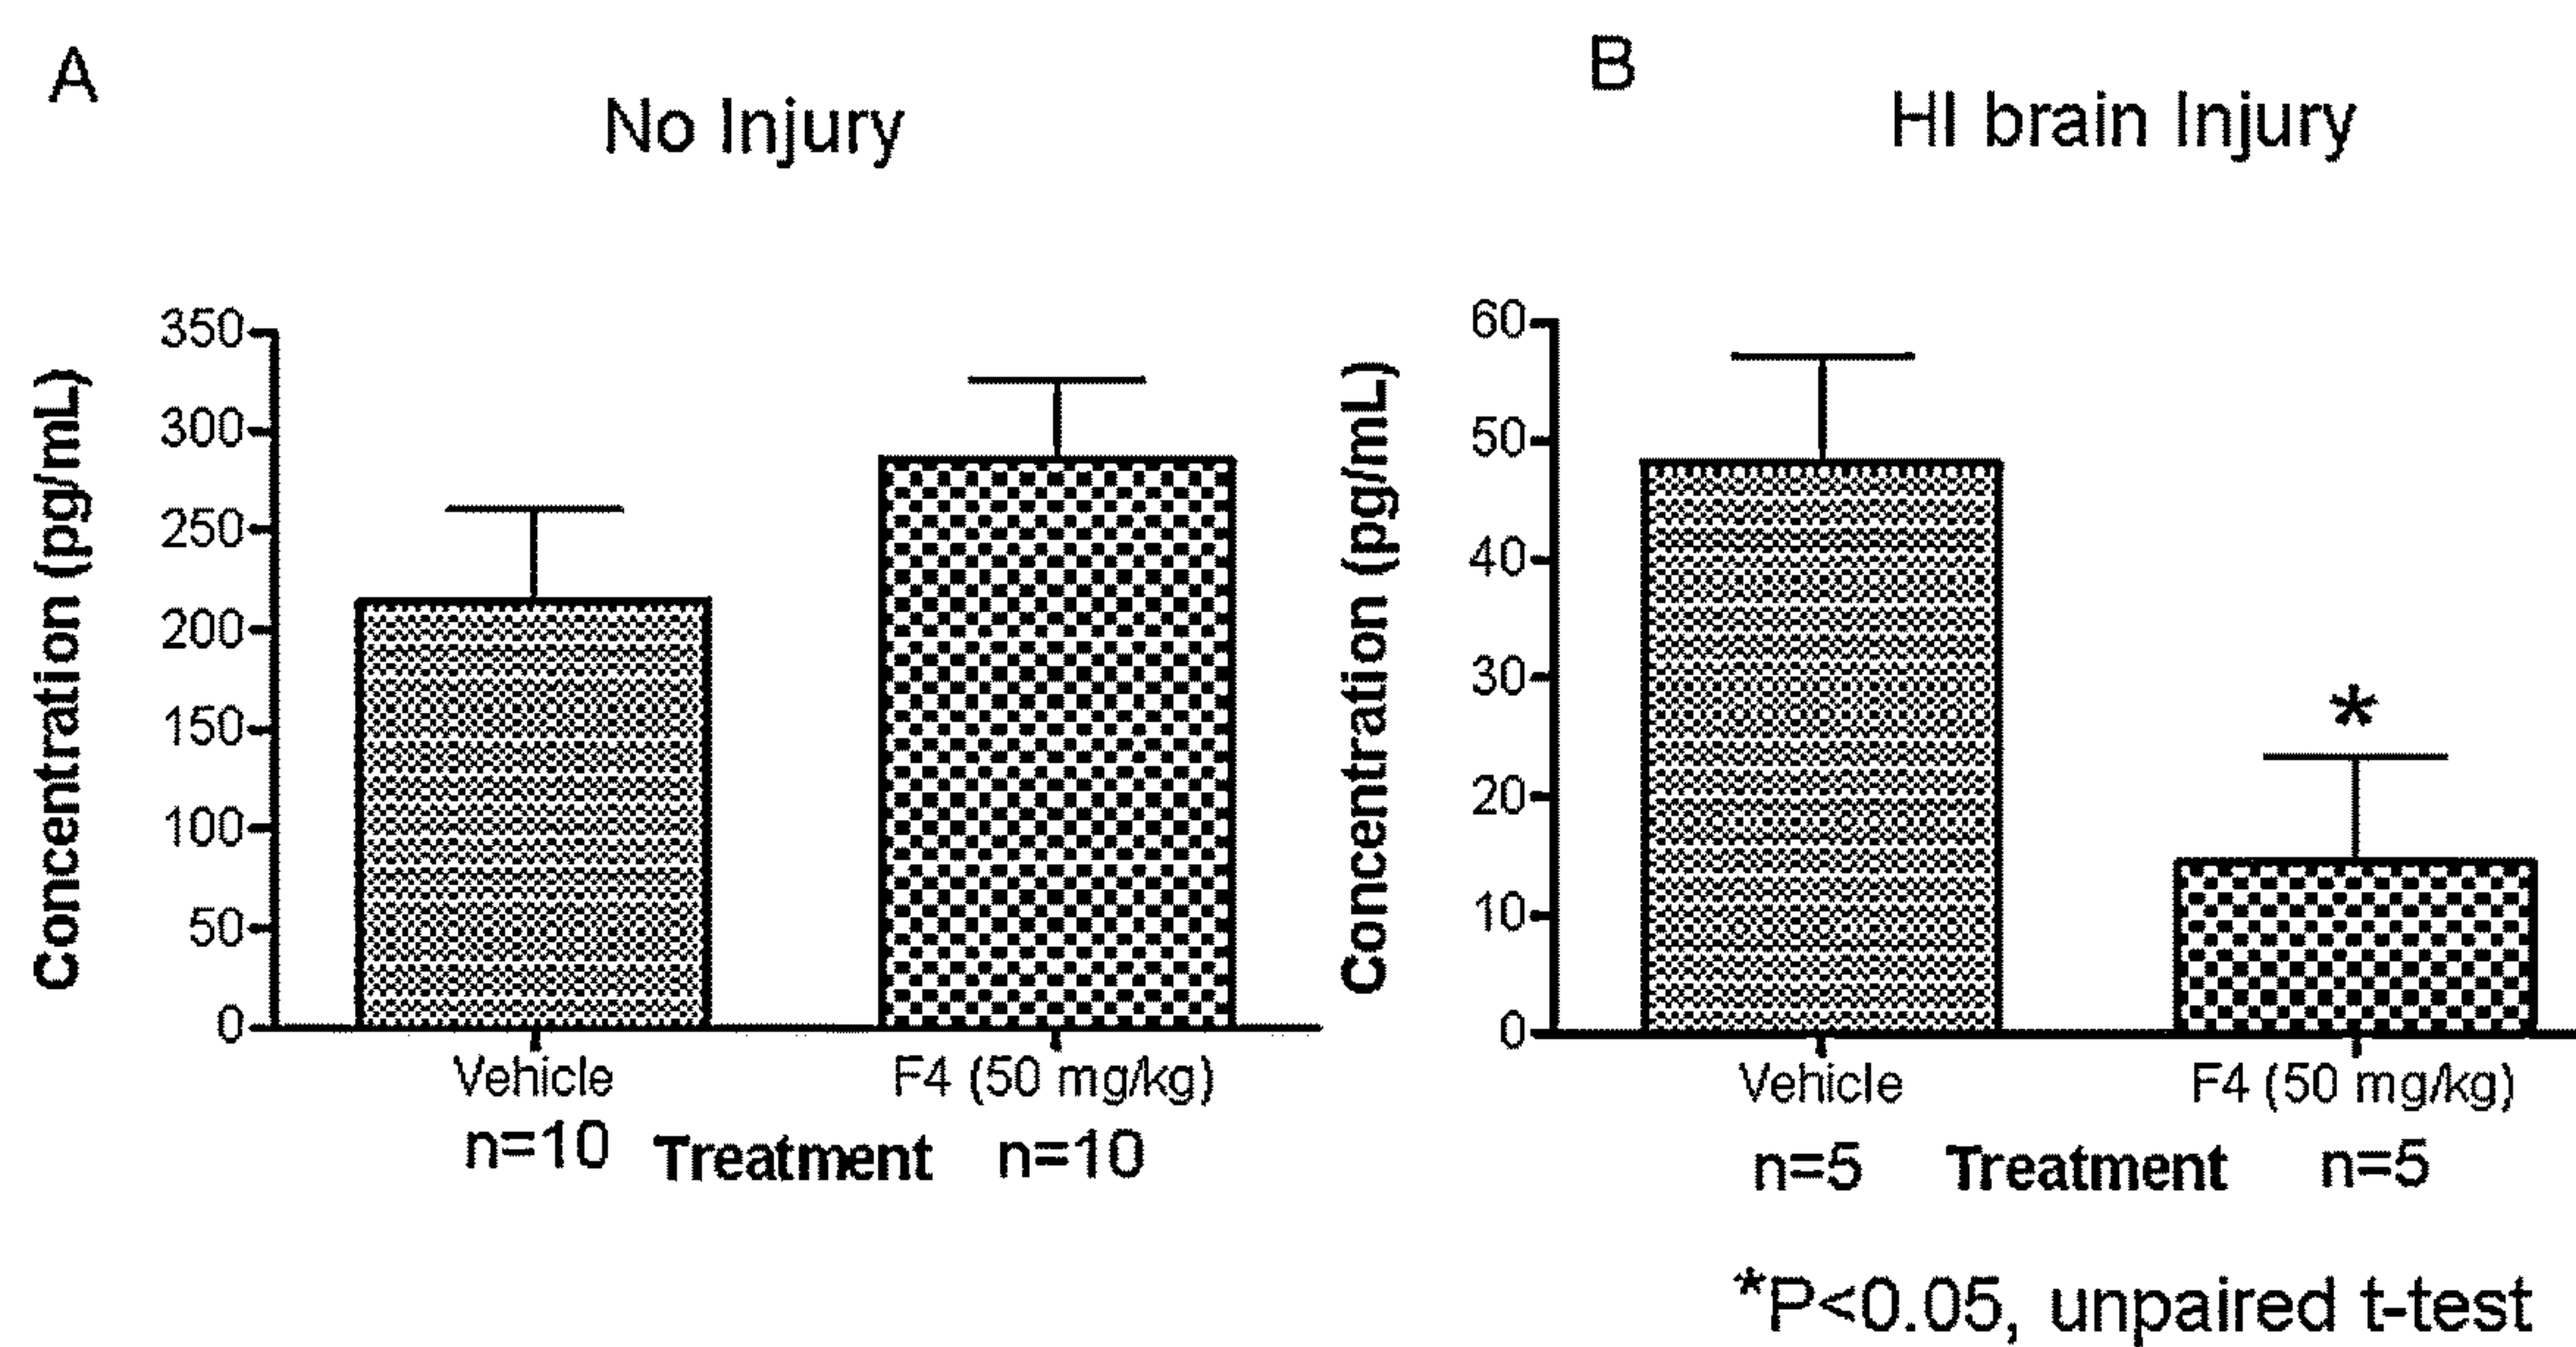 A
No Injury
Concentration (pg/mL)
350
300
250
200
150
100
50
0
Vehicle
F4 (50 mg/kg)
n=10 Treatment n=10
B
HI brain Injury
Concentration (pg/mL)
60
50
40
30
20
10
0
*
Vehicle
F4 (50 mg/kg)
n=5 Treatment n=5
*P<0.05, unpaired t-test